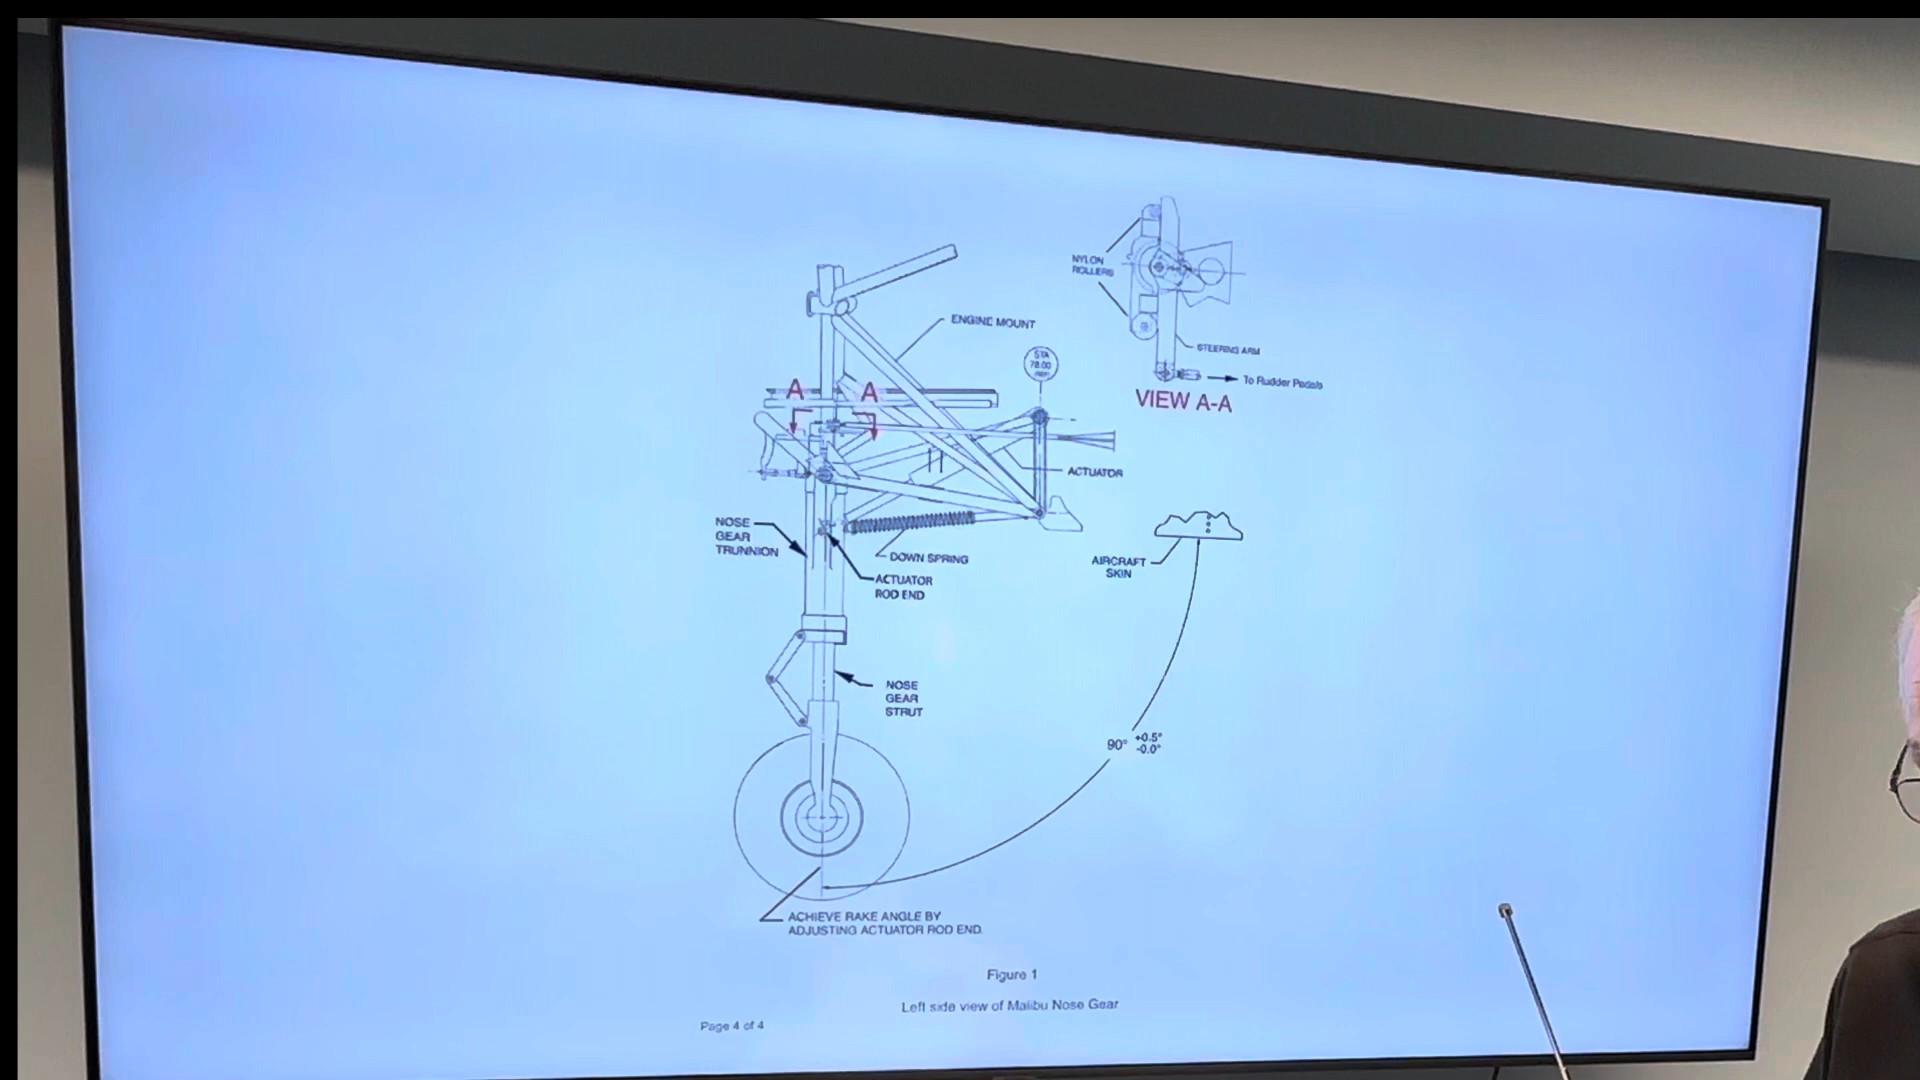 NYLON
ROLLERS
ENGINE MOUNT
STA
78.00
STEERING ARM
To Rudder Pedals
VIEW A-A
A A
ACTUATOR
NOSE
GEAR
TRUNNION
DOWN SPRING
ACTUATOR
ROD END
AIRCRAFT
SKIN
NOSE
GEAR
STRUT
90° +0.5°
-0.0°
ACHIEVE RAKE ANGLE BY
ADJUSTING ACTUATOR ROD END.
Figure 1
Left side view of Malibu Nose Gear
Page 4 of 4